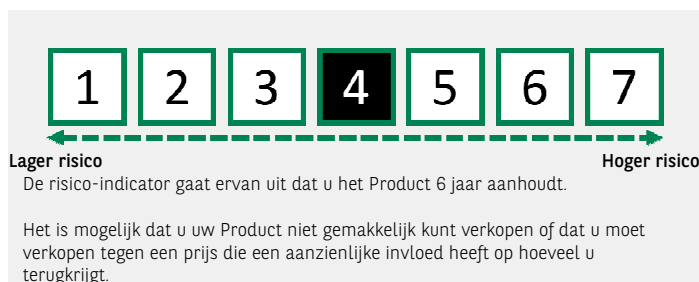 1 2 3 4 5 6 7
Lager risico Hoger risico
De risico-indicator gaat ervan uit dat u het Product 6 jaar aanhoudt.
Het is mogelijk dat u uw Product niet gemakkelijk kunt verkopen of dat u moet
verkopen tegen een prijs die een aanzienlijke invloed heeft op hoeveel u
terugkrijgt.